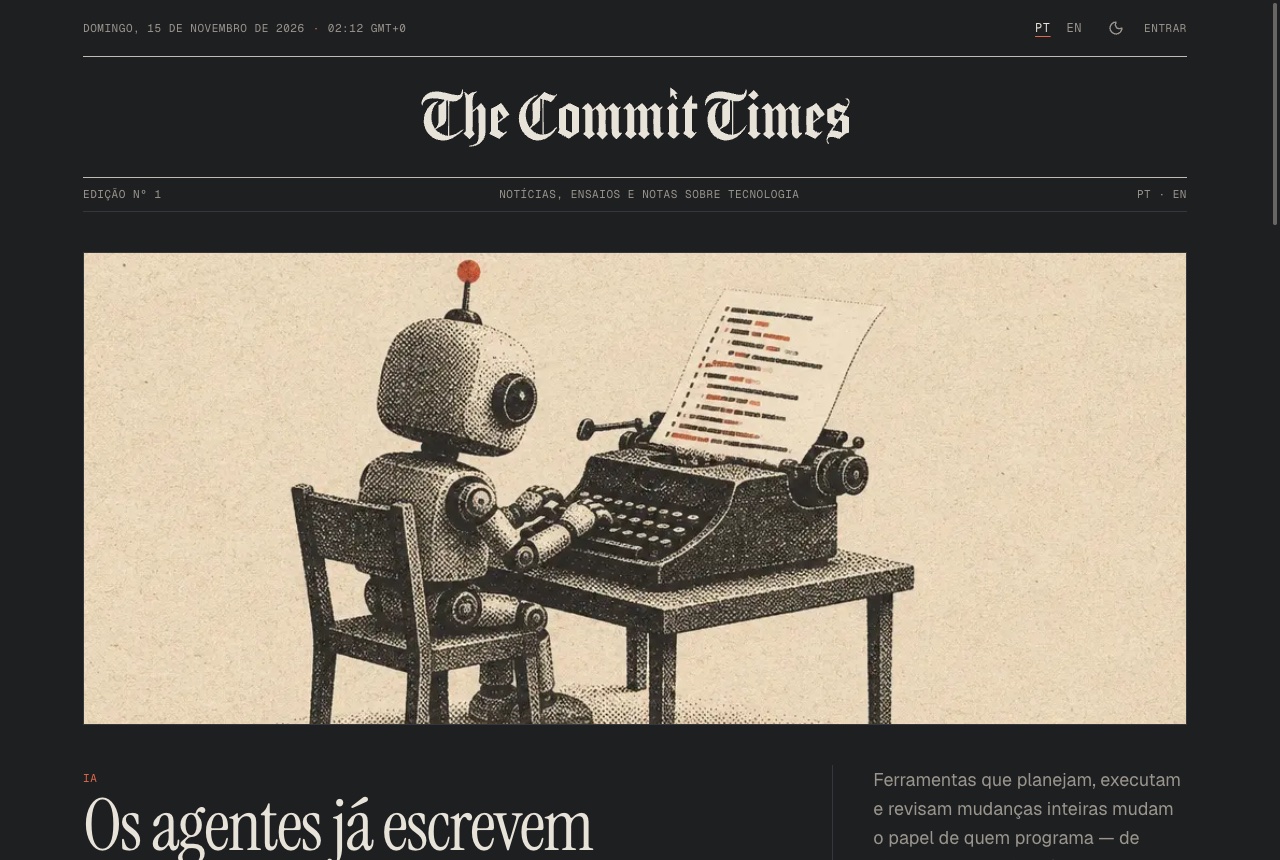 DOMINGO, 15 DE NOVEMBRO DE 2026 · 02:12 GMT+0
PT EN ENTRAR
The Commit Times
EDIÇÃO Nº 1
NOTÍCIAS, ENSAIOS E NOTAS SOBRE TECNOLOGIA
PT · EN
IA
Os agentes já escrevem
Ferramentas que planejam, executam
e revisam mudanças inteiras mudam
o papel de quem programa — de